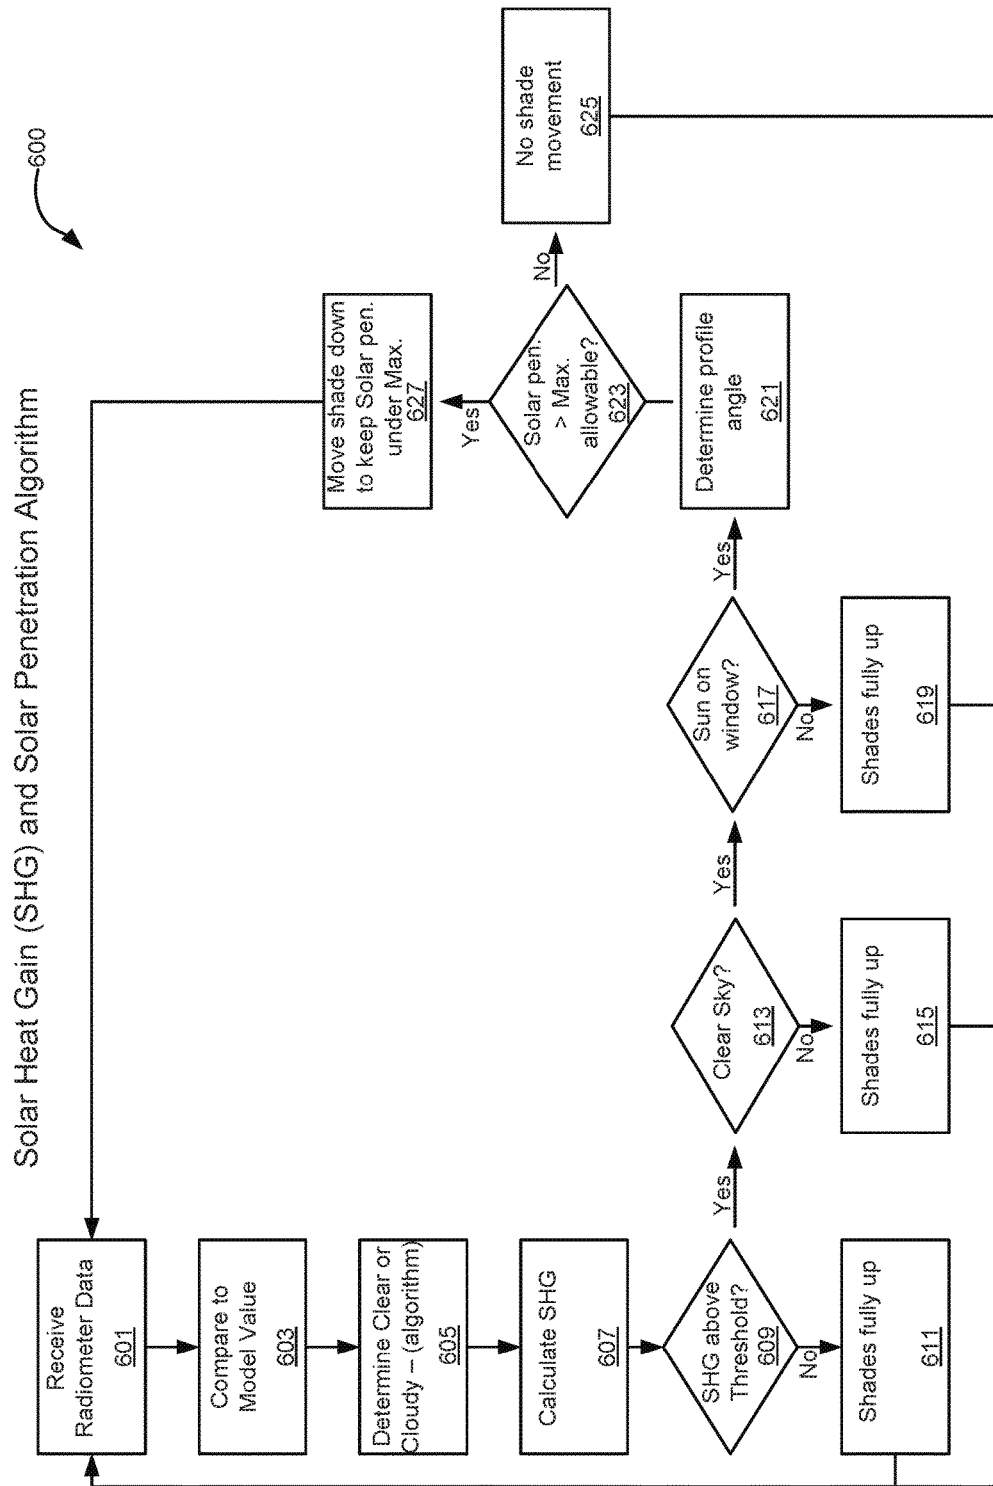 Solar Heat Gain (SHG) and Solar Penetration Algorithm
600
Receive
Radiometer Data
601
Compare to
Model Value
603
Determine Clear or
Cloudy – (algorithm)
605
Calculate SHG
607
SHG above
Threshold?
609
No
Shades fully up
611
Yes
Clear Sky?
613
No
Shades fully up
615
Yes
Sun on
window?
617
No
Shades fully up
619
Yes
Determine profile
angle
621
Solar pen.
> Max.
allowable?
623
Yes
Move shade down
to keep Solar pen.
under Max.
627
No
No shade
movement
625